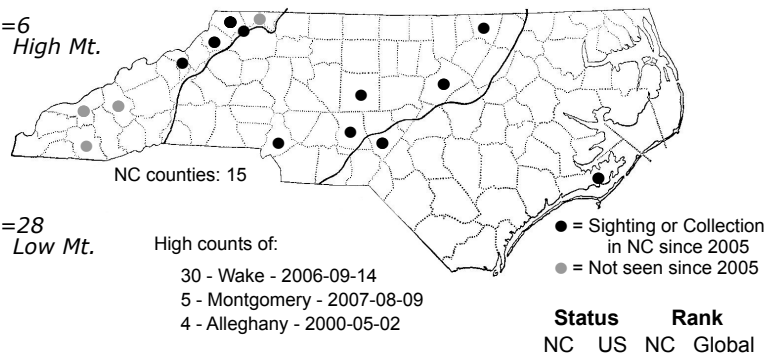 =6
High Mt.
NC counties: 15
=28
Low Mt.
High counts of:
30 - Wake - 2006-09-14
5 - Montgomery - 2007-08-09
4 - Alleghany - 2000-05-02
= Sighting or Collection
in NC since 2005
= Not seen since 2005
Status Rank
NC US NC Global